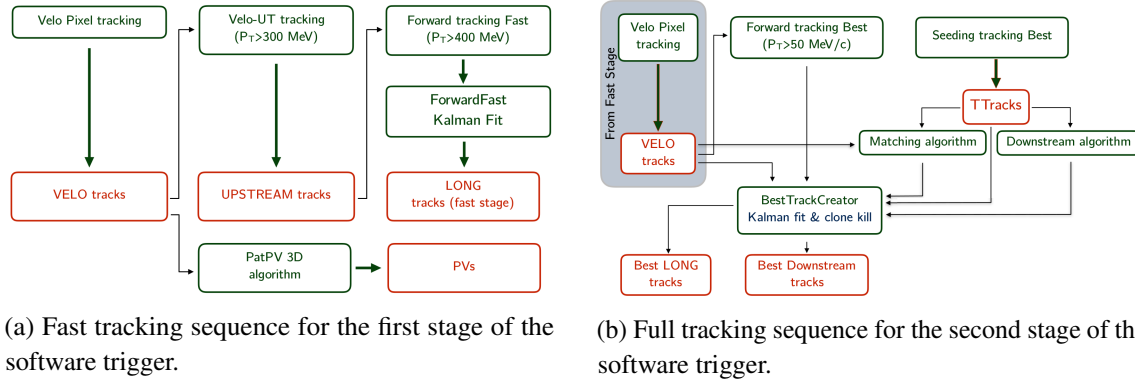 Velo Pixel tracking
Velo-UT tracking
(PT>300 MeV)
Forward tracking Fast
(PT>400 MeV)
ForwardFast
Kalman Fit
VELO tracks
UPSTREAM tracks
LONG
tracks (fast stage)
PatPV 3D
algorithm
PVs
(a) Fast tracking sequence for the first stage of the
software trigger.
From Fast Stage
Velo Pixel
tracking
Forward tracking Best
(PT>50 MeV/c)
Seeding tracking Best
TTracks
VELO
tracks
Matching algorithm
Downstream algorithm
BestTrackCreator
Kalman fit & clone kill
Best LONG
tracks
Best Downstream
tracks
(b) Full tracking sequence for the second stage of th
software trigger.